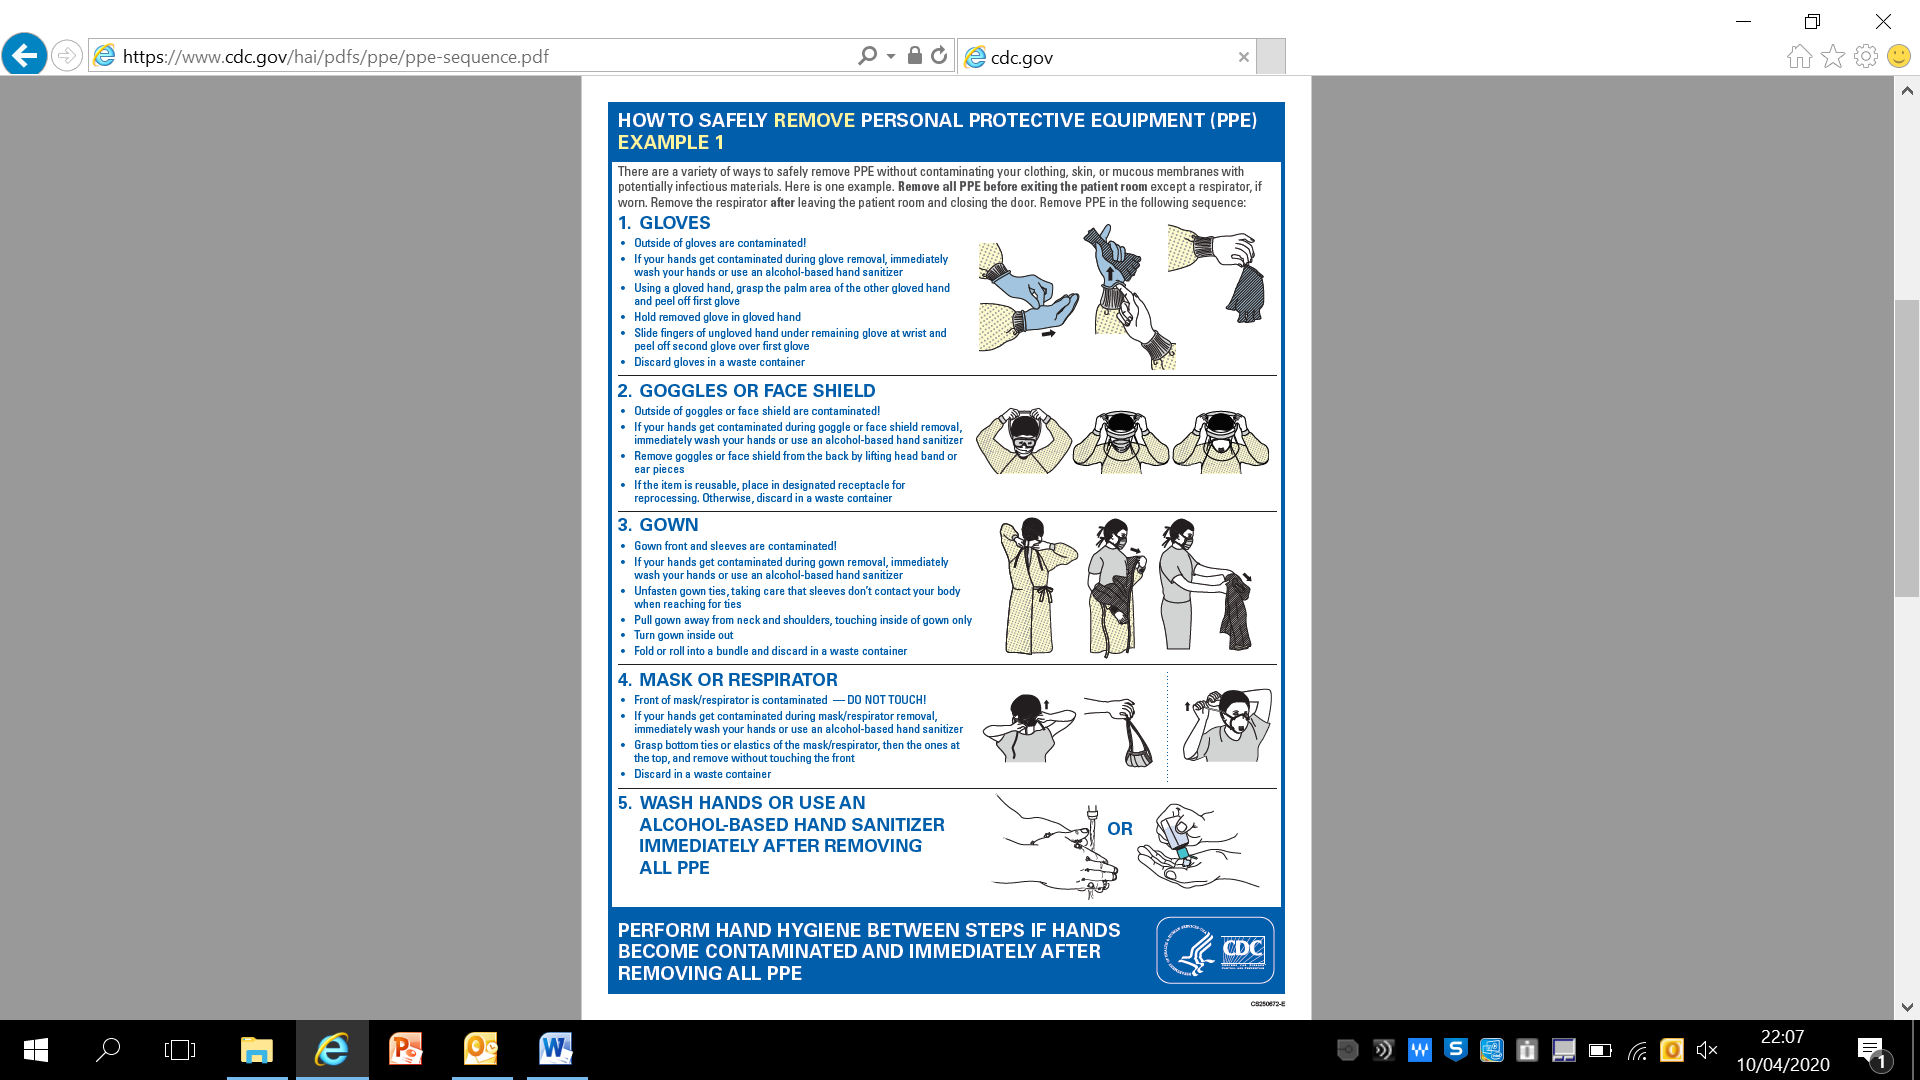 https://www.cdc.gov/hai/pdfs/ppe/ppe-sequence.pdf
cdc.gov
HOW TO SAFELY REMOVE PERSONAL PROTECTIVE EQUIPMENT (PPE)
EXAMPLE 1
There are a variety of ways to safely remove PPE without contaminating your clothing, skin, or mucous membranes with
potentially infectious materials. Here is one example. Remove all PPE before exiting the patient room except a respirator, if
worn. Remove the respirator after leaving the patient room and closing the door. Remove PPE in the following sequence:
1. GLOVES
• Outside of gloves are contaminated!
• If your hands get contaminated during glove removal, immediately
wash your hands or use an alcohol-based hand sanitizer
• Using a gloved hand, grasp the palm area of the other gloved hand
and peel off first glove
• Hold removed glove in gloved hand
• Slide fingers of ungloved hand under remaining glove at wrist and
peel off second glove over first glove
• Discard gloves in a waste container
2. GOGGLES OR FACE SHIELD
• Outside of goggles or face shield are contaminated!
• If your hands get contaminated during goggle or face shield removal,
immediately wash your hands or use an alcohol-based hand sanitizer
• Remove goggles or face shield from the back by lifting head band or
ear pieces
• If the item is reusable, place in designated receptacle for
reprocessing. Otherwise, discard in a waste container
3. GOWN
• Gown front and sleeves are contaminated!
• If your hands get contaminated during gown removal, immediately
wash your hands or use an alcohol-based hand sanitizer
• Unfasten gown ties, taking care that sleeves don't contact your body
when reaching for ties
• Pull gown away from neck and shoulders, touching inside of gown only
• Turn gown inside out
• Fold or roll into a bundle and discard in a waste container
4. MASK OR RESPIRATOR
• Front of mask/respirator is contaminated — DO NOT TOUCH!
• If your hands get contaminated during mask/respirator removal,
immediately wash your hands or use an alcohol-based hand sanitizer
• Grasp bottom ties or elastics of the mask/respirator, then the ones at
the top, and remove without touching the front
• Discard in a waste container
5. WASH HANDS OR USE AN
ALCOHOL-BASED HAND SANITIZER
IMMEDIATELY AFTER REMOVING
ALL PPE
OR
PERFORM HAND HYGIENE BETWEEN STEPS IF HANDS
BECOME CONTAMINATED AND IMMEDIATELY AFTER
REMOVING ALL PPE
CDC
CS250672-E
22:07
10/04/2020
1